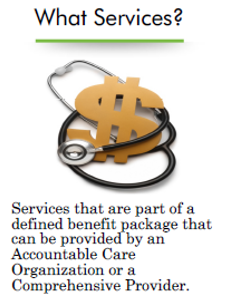 What Services?
Services that are part of a
defined benefit package that
can be provided by an
Accountable Care
Organization or a
Comprehensive Provider.